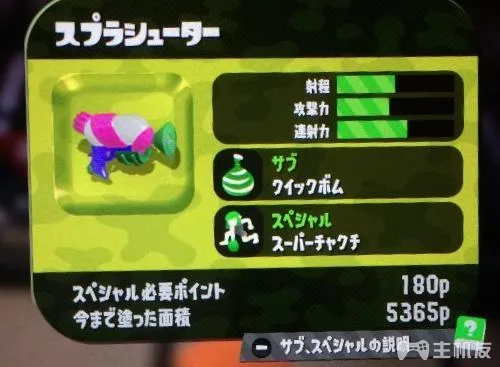 スプラシューター
射程
攻撃力
連射力
サブ
クイックボム
スペシャル
スーパーチャクチ
スペシャル必要ポイント 180p
今まで塗った面積 5365p
サブ、スペシャルの説明
?
主机友